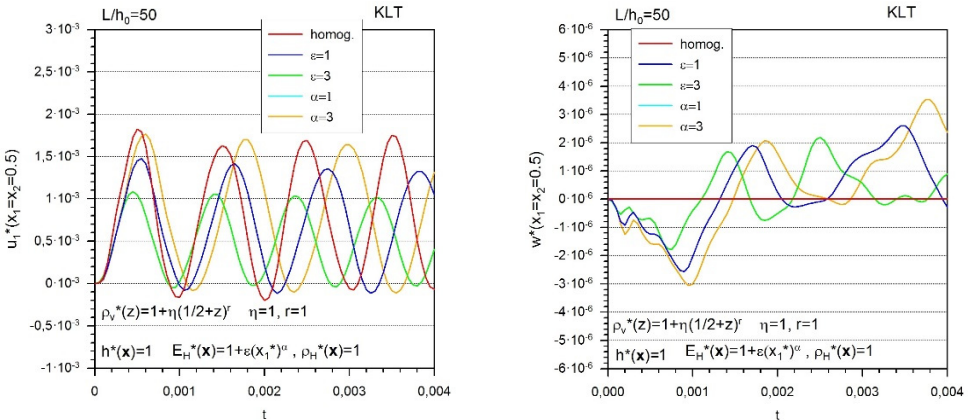 L/h₀=50 KLT
homog.
ε=1
ε=3
α=1
α=3
u₁*(x₁=x₂=0.5)
3·10⁻³
2,5·10⁻³
2·10⁻³
1,5·10⁻³
1·10⁻³
0,5·10⁻³
0·10⁻³
-0,5·10⁻³
-1·10⁻³
ρᵥ*(z)=1+η(1/2+z)ʳ η=1, r=1
h*(x)=1 E_H*(x)=1+ε(x₁*)^α , ρ_H*(x)=1
0 0,001 0,002 0,003 0,004
t
L/h₀=50 KLT
homog.
ε=1
ε=3
α=1
α=3
w*(x₁=x₂=0.5)
6·10⁻⁶
5·10⁻⁶
4·10⁻⁶
3·10⁻⁶
2·10⁻⁶
1·10⁻⁶
0·10⁻⁶
-1·10⁻⁶
-2·10⁻⁶
-3·10⁻⁶
-4·10⁻⁶
-5·10⁻⁶
-6·10⁻⁶
ρᵥ*(z)=1+η(1/2+z)ʳ η=1, r=1
h*(x)=1 E_H*(x)=1+ε(x₁*)^α , ρ_H*(x)=1
0,000 0,001 0,002 0,003 0,004
t